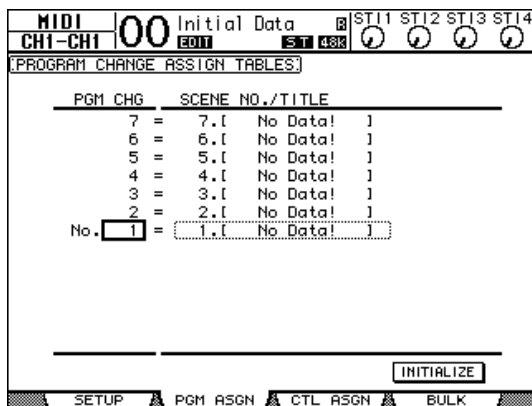 MIDI 00 Initial Data R ST1 ST2 ST3 ST4
CH1-CH1 EDIT ST 48k
PROGRAM CHANGE ASSIGN TABLES
PGM CHG SCENE NO./TITLE
7 = 7.[ No Data! ]
6 = 6.[ No Data! ]
5 = 5.[ No Data! ]
4 = 4.[ No Data! ]
3 = 3.[ No Data! ]
2 = 2.[ No Data! ]
No. 1 = 1.[ No Data! ]
INITIALIZE
SETUP PGM ASGN CTL ASGN BULK